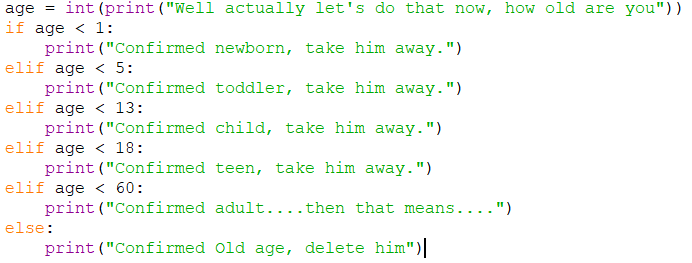 age = int(print("Well actually let's do that now, how old are you"))
if age < 1:
    print("Confirmed newborn, take him away.")
elif age < 5:
    print("Confirmed toddler, take him away.")
elif age < 13:
    print("Confirmed child, take him away.")
elif age < 18:
    print("Confirmed teen, take him away.")
elif age < 60:
    print("Confirmed adult....then that means....")
else:
    print("Confirmed Old age, delete him")